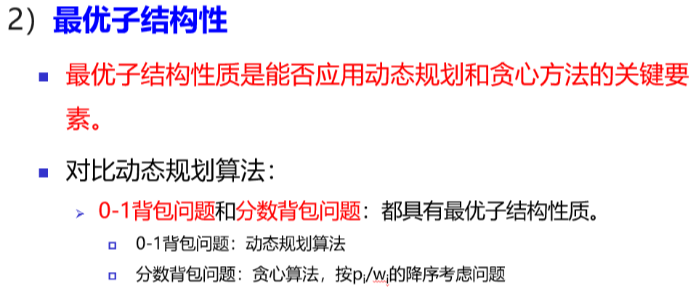 2）最优子结构性
最优子结构性质是能否应用动态规划和贪心方法的关键要
素。
对比动态规划算法：
0-1背包问题和分数背包问题：都具有最优子结构性质。
0-1背包问题：动态规划算法
分数背包问题：贪心算法，按pi/wi的降序考虑问题